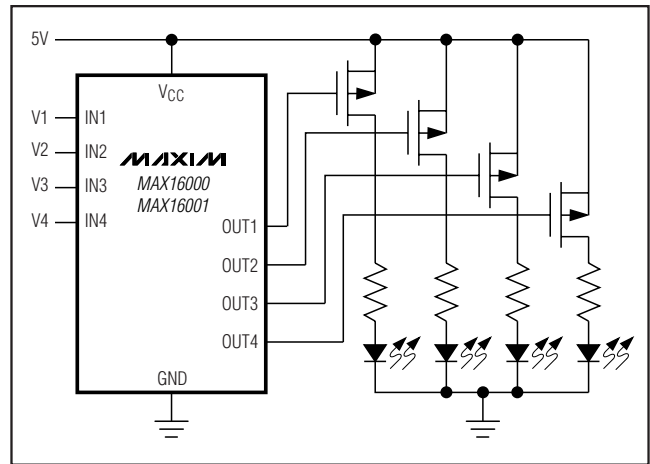 5V
VCC
V1 IN1
V2 IN2
V3 IN3
V4 IN4
MAXIM
MAX16000
MAX16001
OUT1
OUT2
OUT3
OUT4
GND